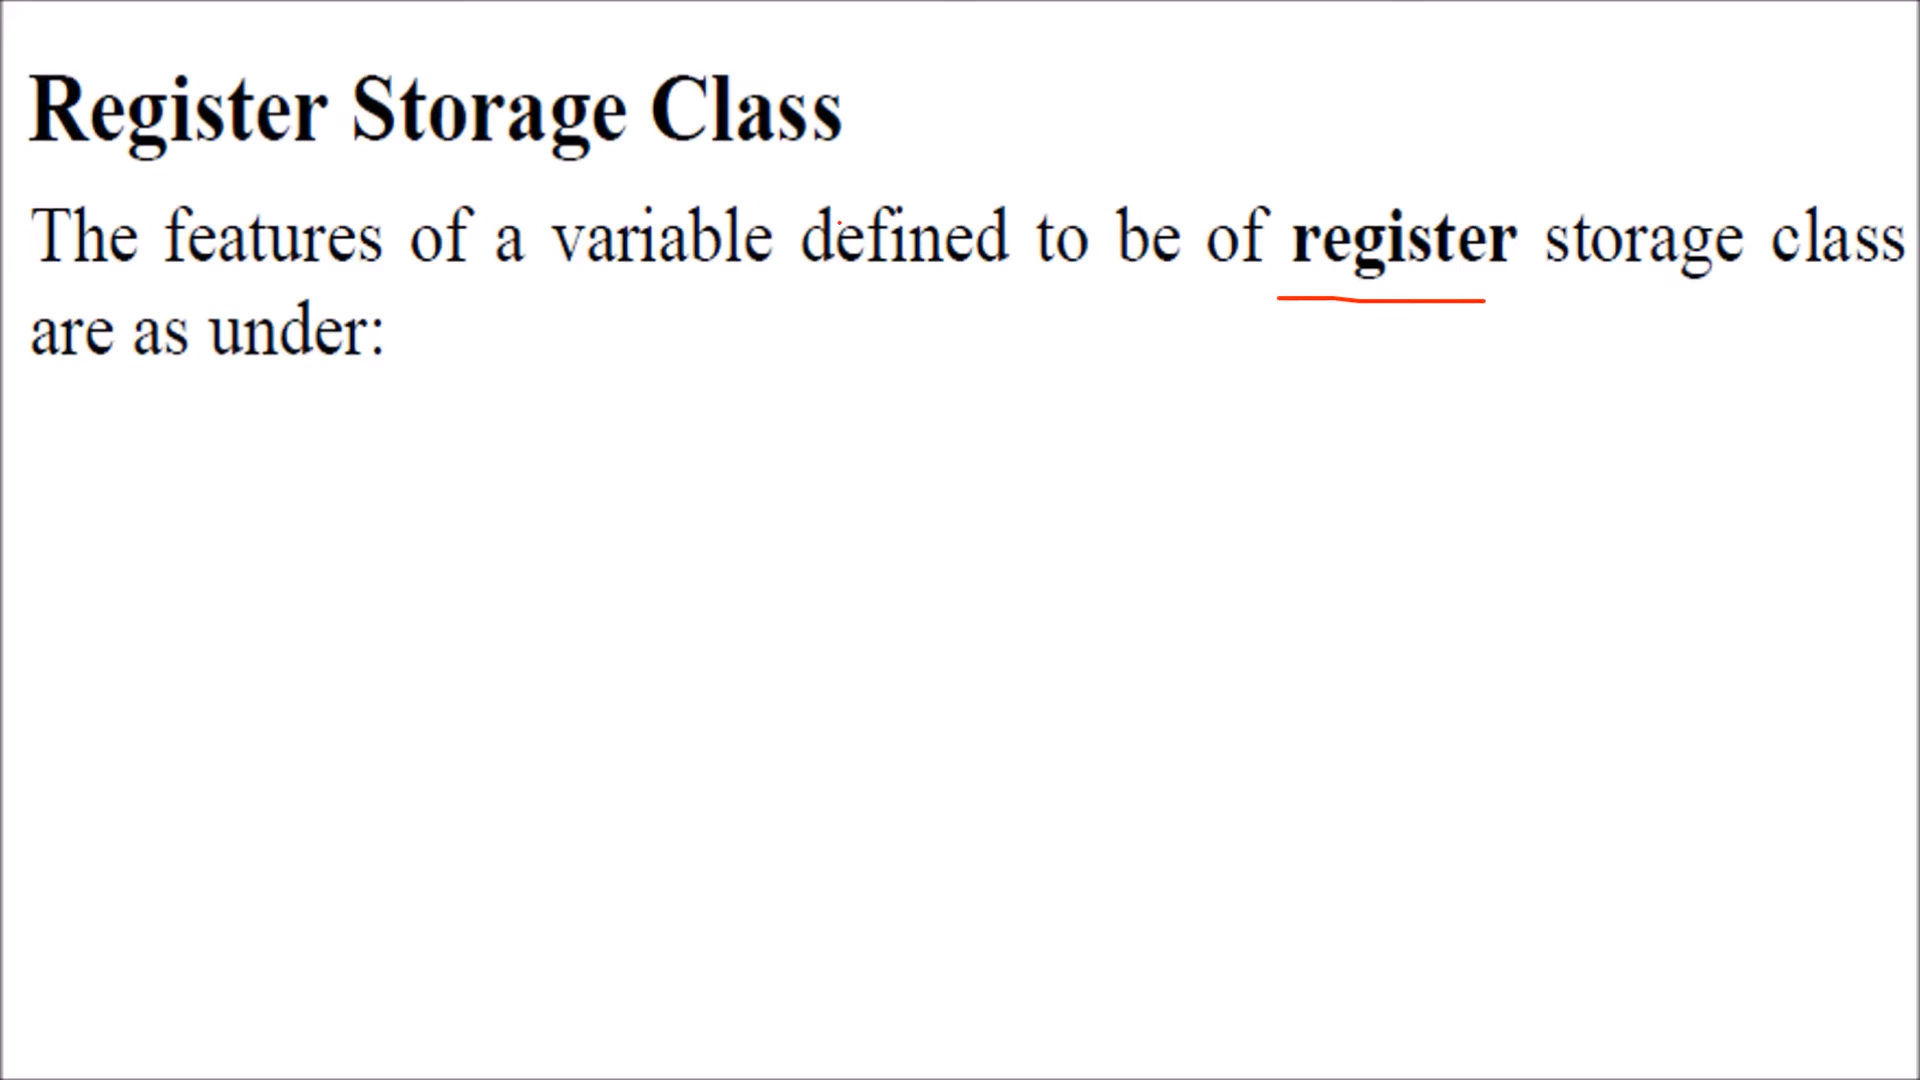 Register Storage Class
The features of a variable defined to be of register storage class
are as under: